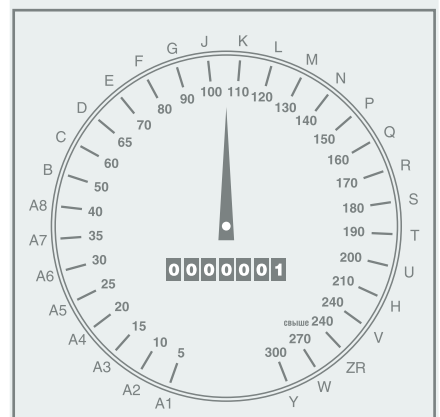 A1 5
A2 10
A3 15
A4 20
A5 25
A6 30
A7 35
A8 40
B 50
C 60
D 65
E 70
F 80
G 90
J 100
K 110
L 120
M 130
N 140
P 150
Q 160
R 170
S 180
T 190
U 200
H 210
V 240
ZR свыше 240
W 270
Y 300
0000001